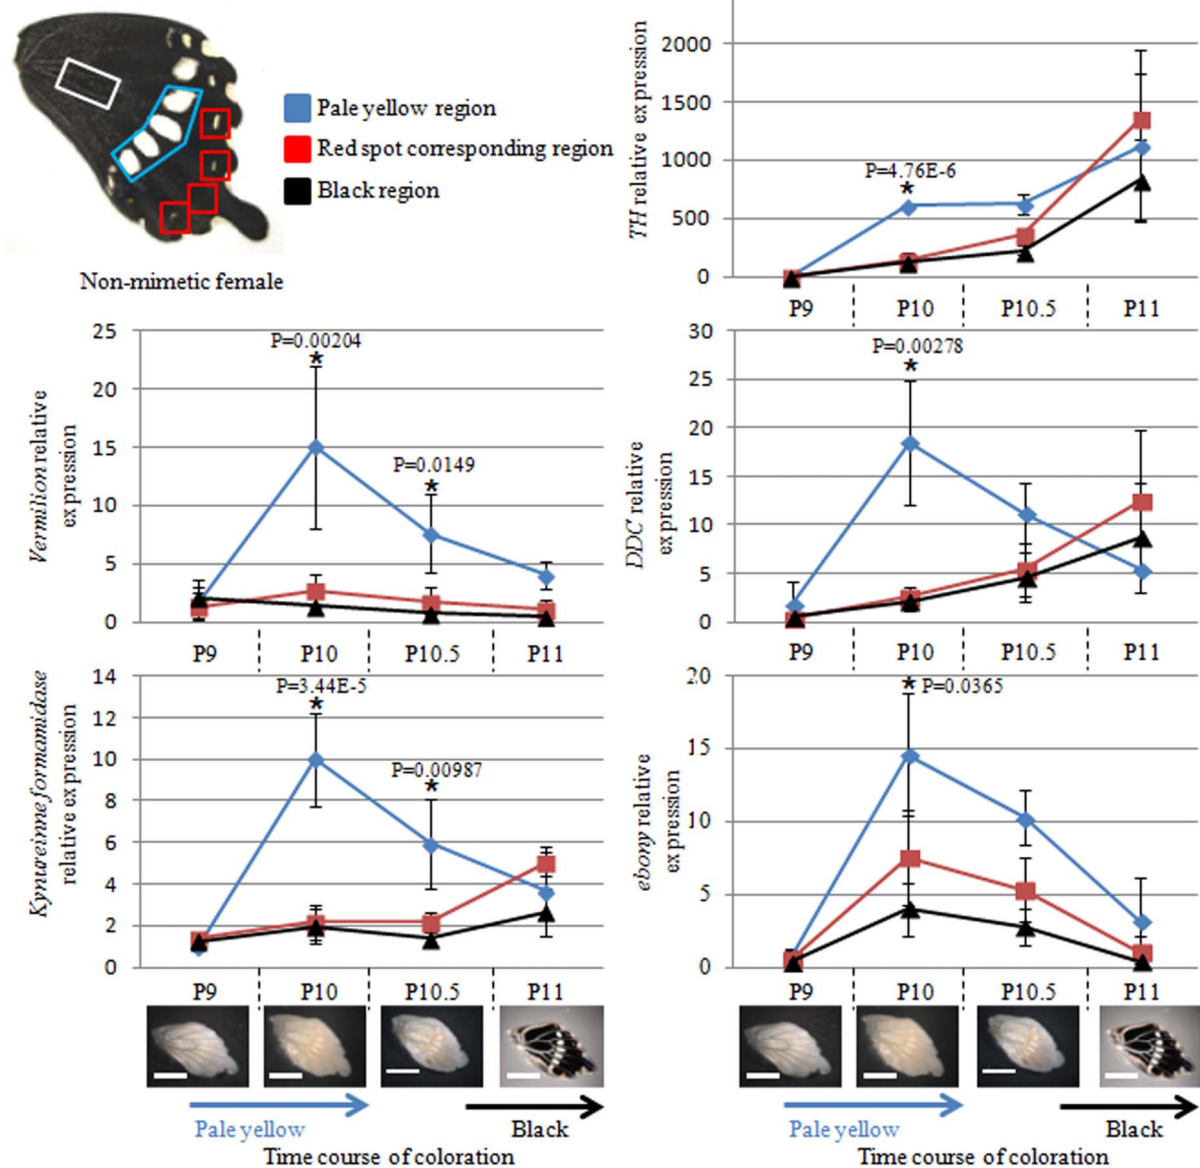 Pale yellow region
Red spot corresponding region
Black region
Non-mimetic female
TH relative expression
2000
1500
1000
500
0
P=4.76E-6
*
P9
P10
P10.5
P11
Vermilion relative
expression
25
20
15
10
5
0
P=0.00204
*
P=0.0149
*
P9
P10
P10.5
P11
DDC relative
expression
30
25
20
15
10
5
0
P=0.00278
*
P9
P10
P10.5
P11
Kynureinne formamidase
relative expression
14
12
10
8
6
4
2
0
P=3.44E-5
*
P=0.00987
*
P9
P10
P10.5
P11
ebony relative
expression
20
15
10
5
0
* P=0.0365
P9
P10
P10.5
P11
Pale yellow
Black
Time course of coloration
Pale yellow
Black
Time course of coloration